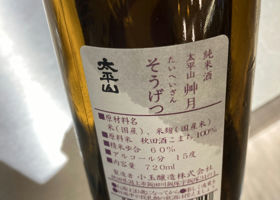 純米酒
太平山 艸月
たいへいざん
そうげつ
太平山
■原材料名
米(国産)、米麹(国産米)
■原料米 秋田酒こまち100%
■精米歩合 60%
■アルコール分 15度
■内容量 720ml
製造者 小玉醸造株式会社